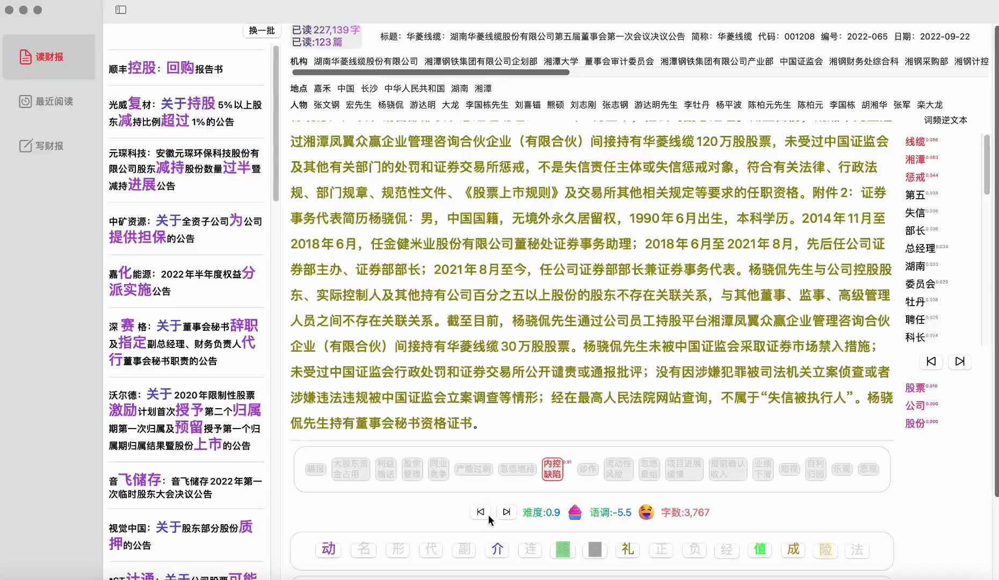 换一批
读财报
最近阅读
写财报
顺丰控股：回购报告书
光威复材：关于持股5%以上股
东减持比例超过1%的公告
元琛科技：安徽元琛环保科技股份有
限公司股东减持股份数量过半暨
减持进展公告
中矿资源：关于全资子公司为公司
提供担保的公告
嘉化能源：2022年半年度权益分
派实施公告
深 赛 格：关于董事会秘书辞职
及指定副总经理、财务负责人代
行董事会秘书职责的公告
沃尔德：关于2020年限制性股票
激励计划首次授予第二个归属
期第一次归属及预留授予第一个归
属期归属结果暨股份上市的公告
音飞储存：音飞储存2022年第一
次临时股东大会决议公告
视觉中国：关于股东部分股份质
押的公告
*ST计通：关于公司股票可能
已读227,139字
已读:123篇
标题：华菱线缆：湖南华菱线缆股份有限公司第五届董事会第一次会议决议公告 简称：华菱线缆 代码：001208 编号：2022-065 日期：2022-09-22
机构 湖南华菱线缆股份有限公司 湘潭钢铁集团有限公司企划部 湘潭大学 董事会审计委员会 湘潭钢铁集团有限公司产业部 中国证监会 湘钢财务处综合科 湘钢采购部 湘钢计控
地点 嘉禾 中国 长沙 中华人民共和国 湖南 湘潭
人物 张文钢 宏先生 杨骁侃 游达明 大龙 李国栋先生 刘喜锚 熊硕 刘志刚 张志钢 游达明先生 李牡丹 杨平波 陈柏元先生 陈柏元 李国栋 胡湘华 张军 栾大龙
过湘潭凤翼众赢企业管理咨询合伙企业（有限合伙）间接持有华菱线缆120万股股票，未受过中国证监会
及其他有关部门的处罚和证券交易所惩戒，不是失信责任主体或失信惩戒对象，符合有关法律、行政法
规、部门规章、规范性文件、《股票上市规则》及交易所其他相关规定等要求的任职资格。附件2：证券
事务代表简历杨骁侃：男，中国国籍，无境外永久居留权，1990年6月出生，本科学历。2014年11月至
2018年6月，任金健米业股份有限公司董秘处证券事务助理；2018年6月至2021年8月，先后任公司证
券部主办、证券部部长；2021年8月至今，任公司证券部部长兼证券事务代表。杨骁侃先生与公司控股股
东、实际控制人及其他持有公司百分之五以上股份的股东不存在关联关系，与其他董事、监事、高级管理
人员之间不存在关联关系。截至目前，杨骁侃先生通过公司员工持股平台湘潭凤翼众赢企业管理咨询合伙
企业（有限合伙）间接持有华菱线缆30万股股票。杨骁侃先生未被中国证监会采取证券市场禁入措施；
未受过中国证监会行政处罚和证券交易所公开谴责或通报批评；没有因涉嫌犯罪被司法机关立案侦查或者
涉嫌违法违规被中国证监会立案调查等情形；经在最高人民法院网站查询，不属于“失信被执行人”。杨骁
侃先生持有董事会秘书资格证书。
词频逆文本
线缆0.056
湘潭0.053
惩戒0.044
第五0.038
失信0.036
部长0.036
总经理0.034
湖南0.033
委员会0.029
牡丹0.026
聘任0.025
科长0.024
股票0.010
公司0.000
股份0.000
瞒报 大股东资金占用 利益输送 盈余管理 同业竞争 产能过剩 忽悠增持 内控缺陷0.91 炒作 流动性风险 忽悠重组 项目进展缓慢 提前确认收入 业绩下滑 短视 自利归因 乐观 悲观
难度:0.9 语调:-5.5 字数:3,767
动 名 形 代 副 介 连 礼 正 负 经 值 成 险 法